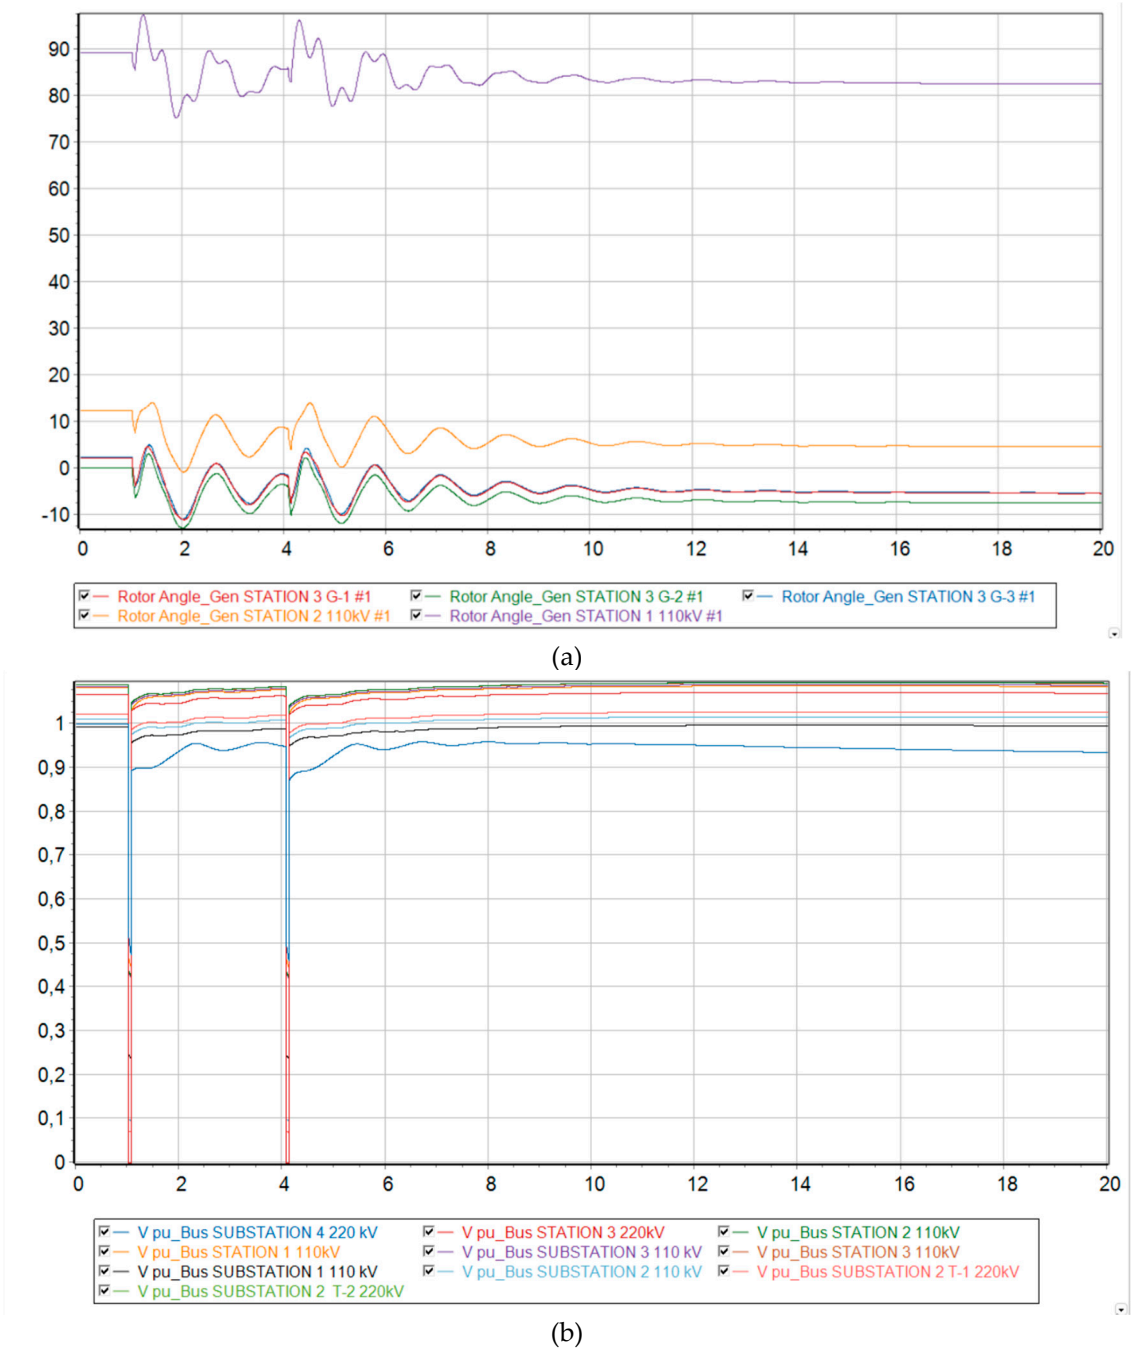 90
80
70
60
50
40
30
20
10
0
-10
0 2 4 6 8 10 12 14 16 18 20
Rotor Angle_Gen STATION 3 G-1 #1 Rotor Angle_Gen STATION 3 G-2 #1 Rotor Angle_Gen STATION 3 G-3 #1
Rotor Angle_Gen STATION 2 110kV #1 Rotor Angle_Gen STATION 1 110kV #1
(a)
1
0,9
0,8
0,7
0,6
0,5
0,4
0,3
0,2
0,1
0
0 2 4 6 8 10 12 14 16 18 20
V pu_Bus SUBSTATION 4 220 kV V pu_Bus STATION 3 220kV V pu_Bus STATION 2 110kV
V pu_Bus STATION 1 110kV V pu_Bus SUBSTATION 3 110 kV V pu_Bus STATION 3 110kV
V pu_Bus SUBSTATION 1 110 kV V pu_Bus SUBSTATION 2 110 kV V pu_Bus SUBSTATION 2 T-1 220kV
V pu_Bus SUBSTATION 2 T-2 220kV
(b)